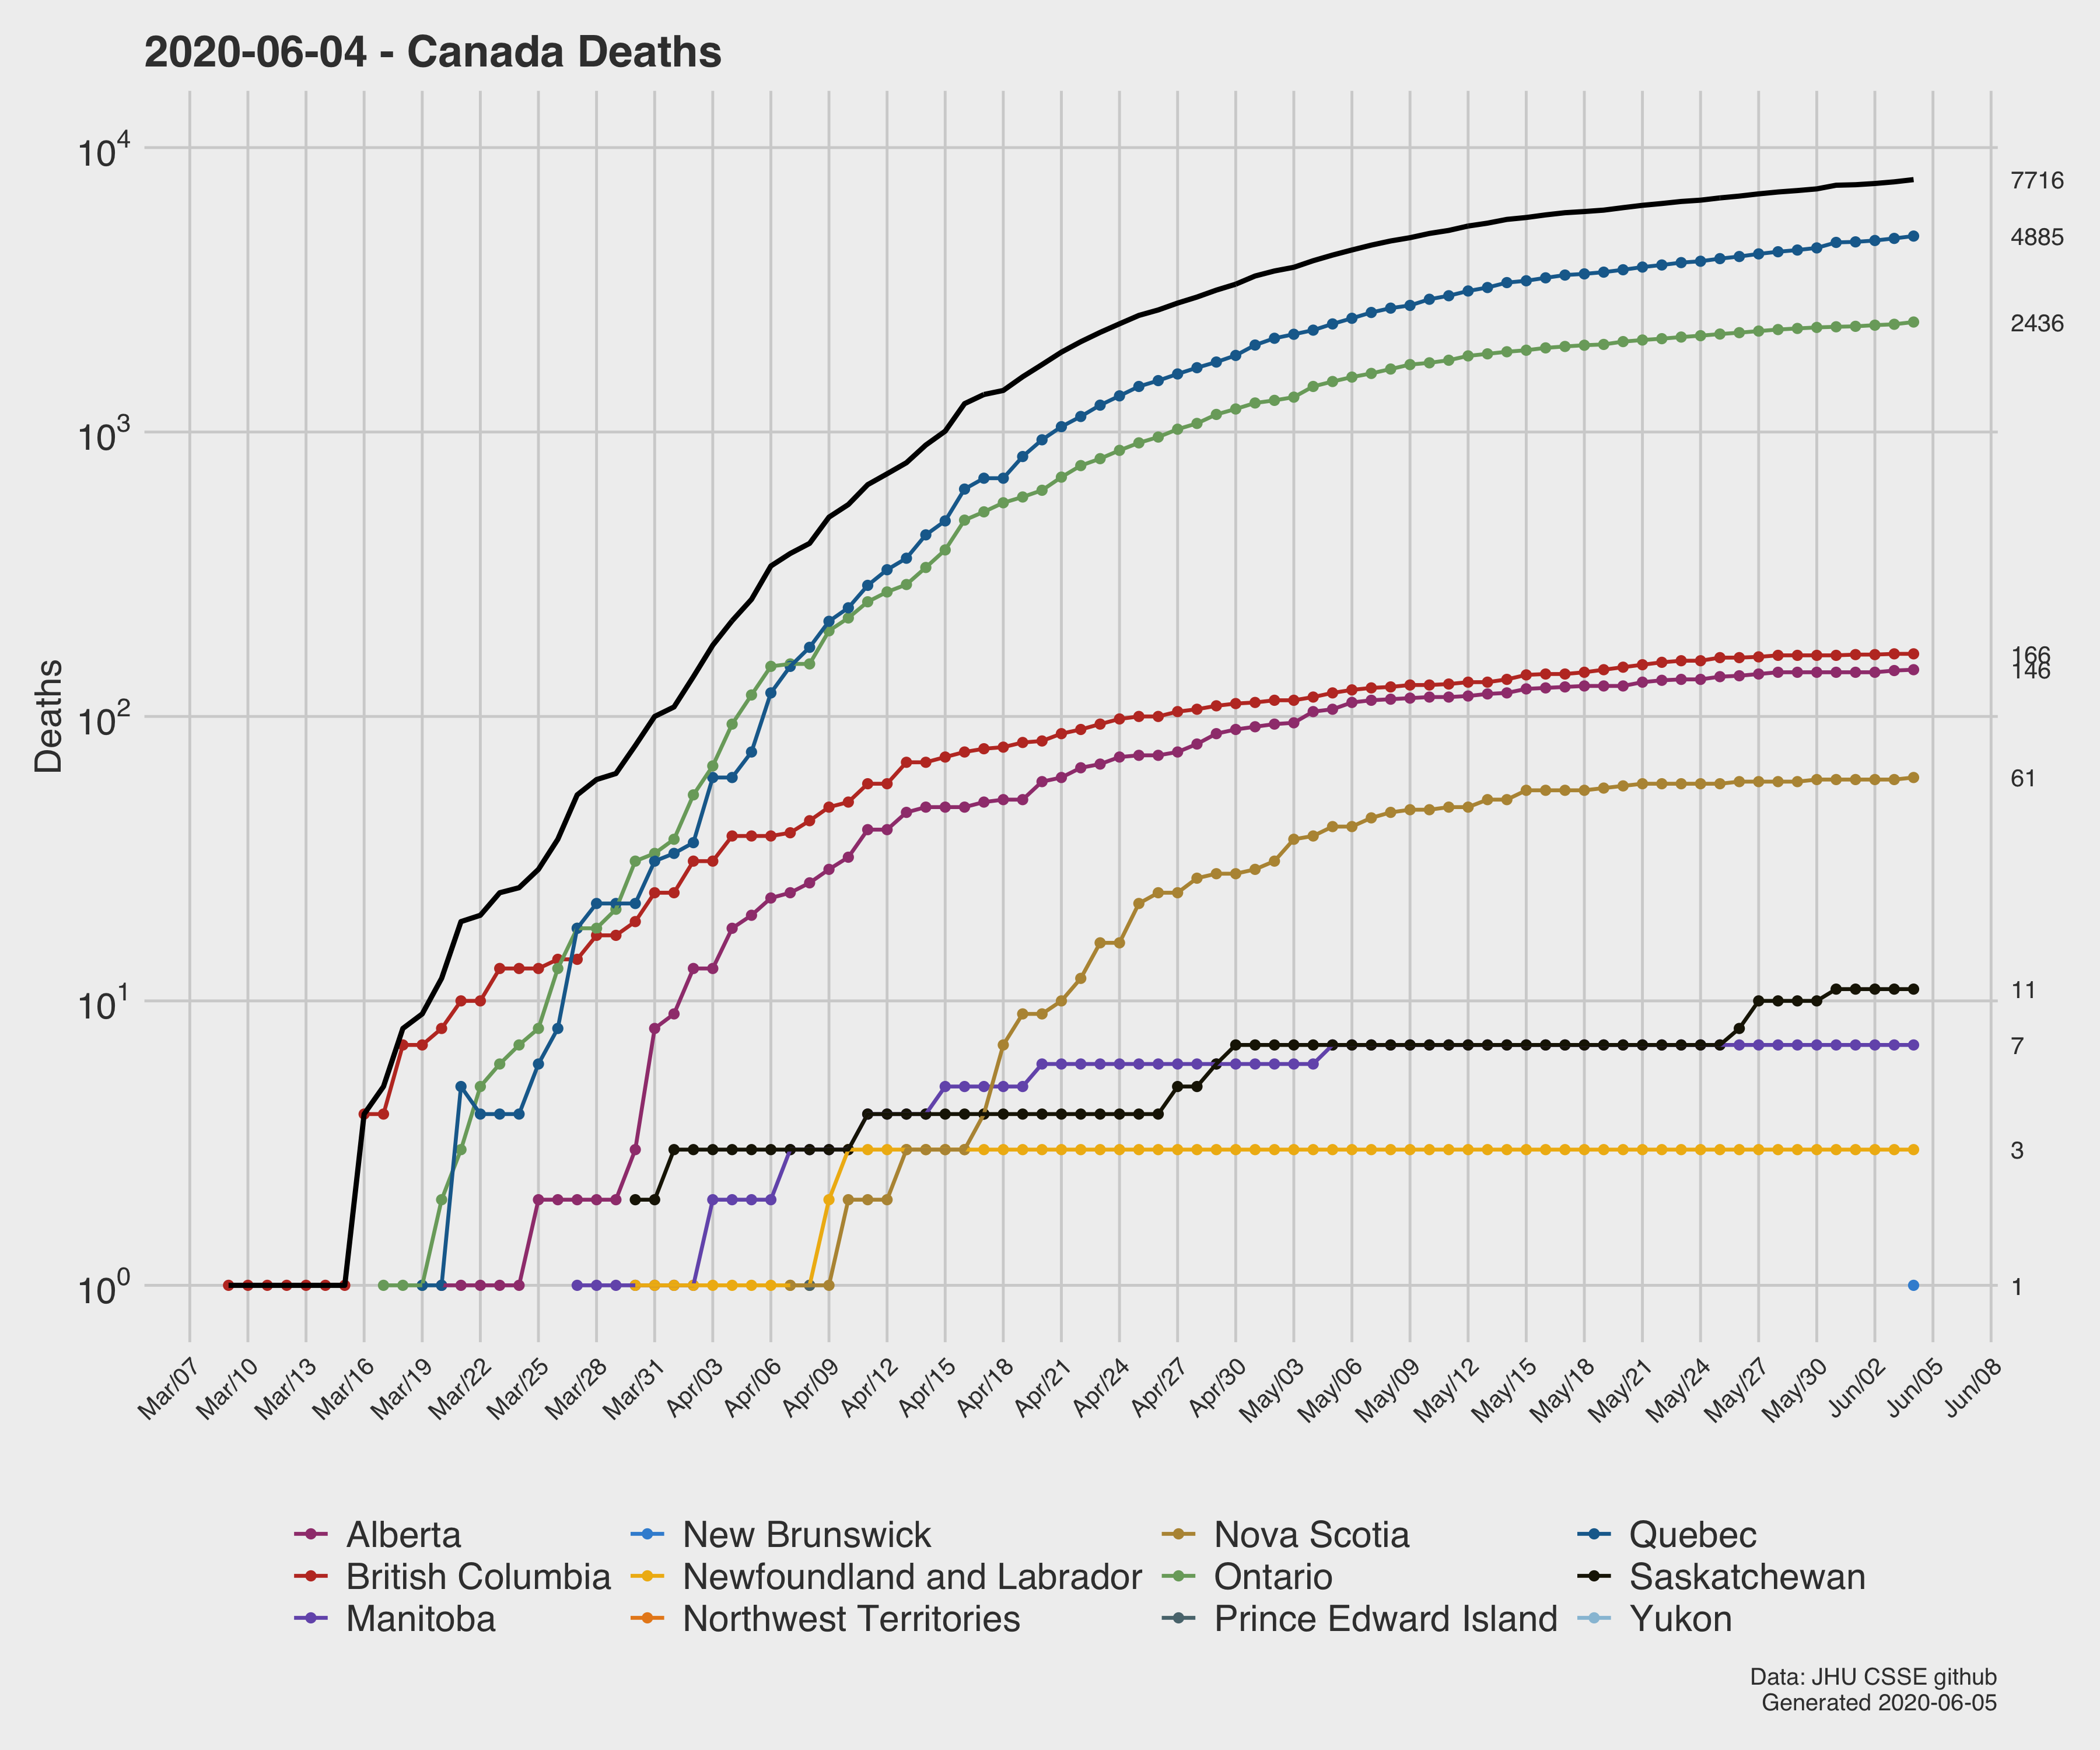 2020-06-04 - Canada Deaths
10^4
10^3
10^2
10^1
10^0
Deaths
7716
4885
2436
166
146
61
11
7
3
1
Mar/07 Mar/10 Mar/13 Mar/16 Mar/19 Mar/22 Mar/25 Mar/28 Mar/31 Apr/03 Apr/06 Apr/09 Apr/12 Apr/15 Apr/18 Apr/21 Apr/24 Apr/27 Apr/30 May/03 May/06 May/09 May/12 May/15 May/18 May/21 May/24 May/27 May/30 Jun/02 Jun/05 Jun/08
Alberta New Brunswick Nova Scotia Quebec
British Columbia Newfoundland and Labrador Ontario Saskatchewan
Manitoba Northwest Territories Prince Edward Island Yukon
Data: JHU CSSE github
Generated 2020-06-05